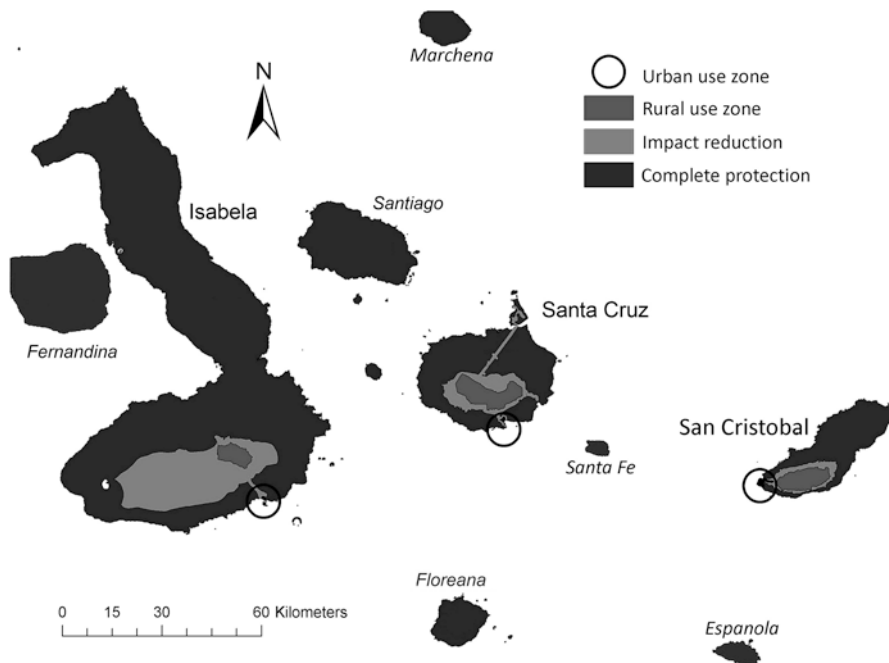 Marchena
N
Urban use zone
Rural use zone
Impact reduction
Complete protection
Isabela
Santiago
Santa Cruz
Fernandina
San Cristobal
Santa Fe
Floreana
0 15 30 60 Kilometers
Espanola